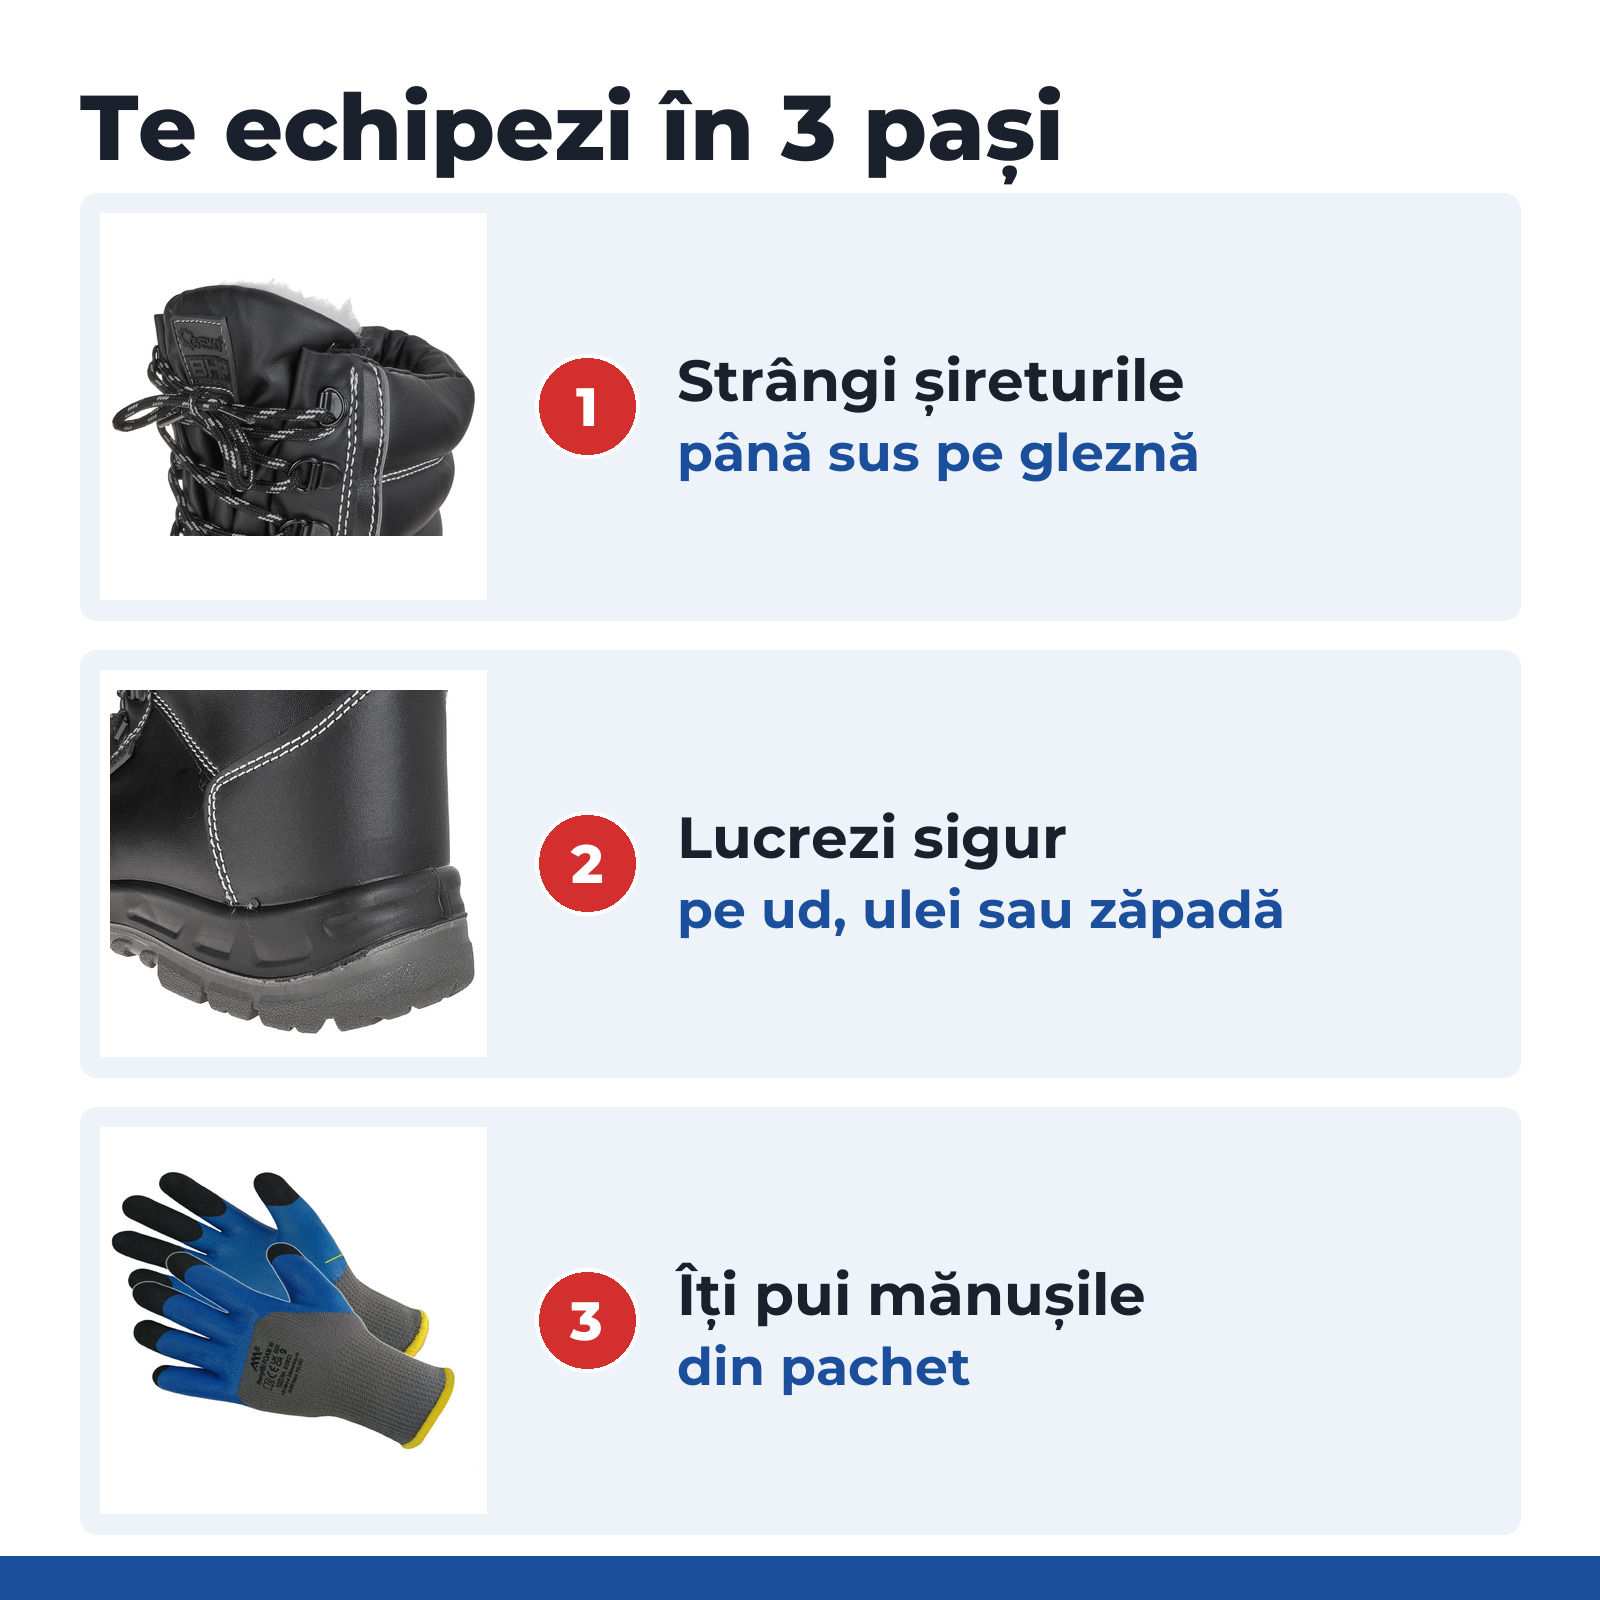 Te echipezi în 3 pași
1
Strângi șireturile
până sus pe gleznă
2
Lucrezi sigur
pe ud, ulei sau zăpadă
3
Îți pui mănușile
din pachet